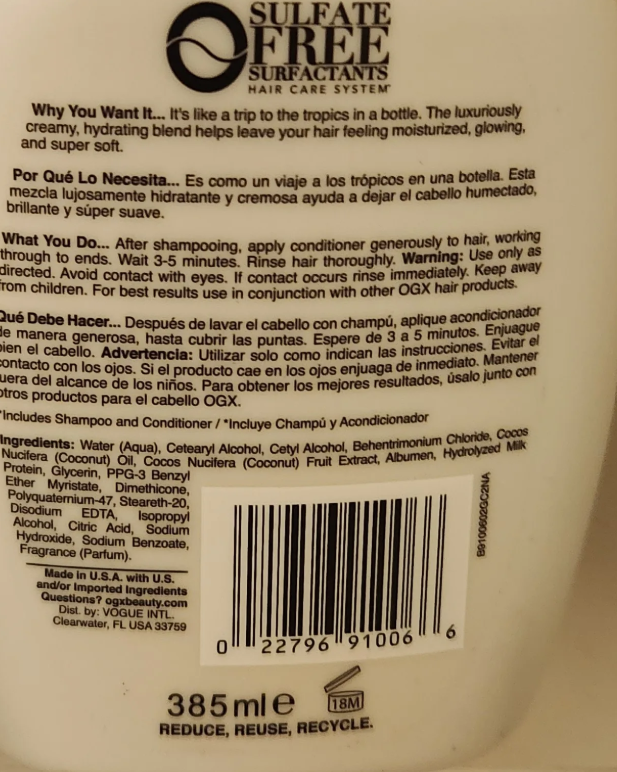 SULFATE
FREE
SURFACTANTS
HAIR CARE SYSTEM™
Why You Want It... It's like a trip to the tropics in a bottle. The luxuriously
creamy, hydrating blend helps leave your hair feeling moisturized, glowing,
and super soft.
Por Qué Lo Necesita... Es como un viaje a los trópicos en una botella. Esta
mezcla lujosamente hidratante y cremosa ayuda a dejar el cabello humectado,
brillante y súper suave.
What You Do... After shampooing, apply conditioner generously to hair, working
through to ends. Wait 3-5 minutes. Rinse hair thoroughly. Warning: Use only as
directed. Avoid contact with eyes. If contact occurs rinse immediately. Keep away
from children. For best results use in conjunction with other OGX hair products.
Qué Debe Hacer... Después de lavar el cabello con champú, aplique acondicionador
de manera generosa, hasta cubrir las puntas. Espere de 3 a 5 minutos. Enjuague
bien el cabello. Advertencia: Utilizar solo como indican las instrucciones. Evitar el
contacto con los ojos. Si el producto cae en los ojos enjuaga de inmediato. Mantener
uera del alcance de los niños. Para obtener los mejores resultados, úsalo junto con
otros productos para el cabello OGX.
*Includes Shampoo and Conditioner / *Incluye Champú y Acondicionador
Ingredients: Water (Aqua), Cetearyl Alcohol, Cetyl Alcohol, Behentrimonium Chloride, Cocos
Nucifera (Coconut) Oil, Cocos Nucifera (Coconut) Fruit Extract, Albumen, Hydrolyzed Milk
Protein, Glycerin, PPG-3 Benzyl
Ether Myristate, Dimethicone,
Polyquaternium-47, Steareth-20,
Disodium EDTA, Isopropyl
Alcohol, Citric Acid, Sodium
Hydroxide, Sodium Benzoate,
Fragrance (Parfum).
Made in U.S.A. with U.S.
and/or Imported Ingredients
Questions? ogxbeauty.com
Dist. by: VOGUE INTL.
Clearwater, FL USA 33759
B9100602GC2NA
0 22796 91006 6
385ml e
18M
REDUCE, REUSE, RECYCLE.